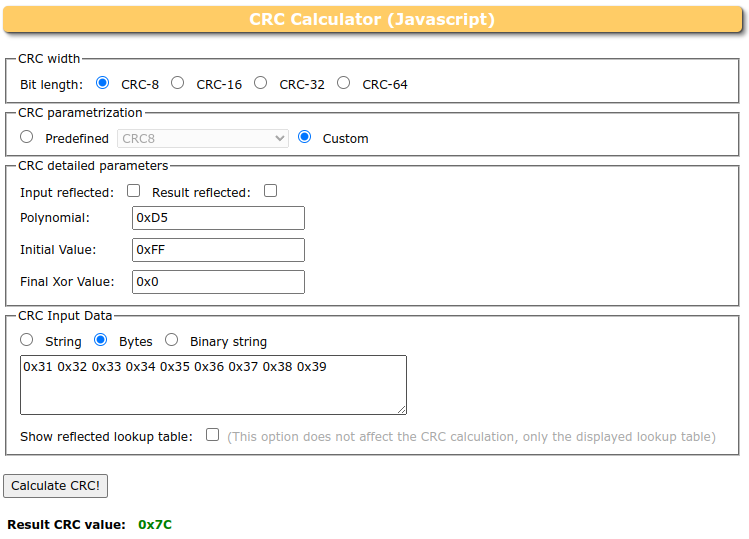 CRC Calculator (Javascript)
CRC width
Bit length: CRC-8 CRC-16 CRC-32 CRC-64
CRC parametrization
Predefined CRC8 Custom
CRC detailed parameters
Input reflected: Result reflected:
Polynomial: 0xD5
Initial Value: 0xFF
Final Xor Value: 0x0
CRC Input Data
String Bytes Binary string
0x31 0x32 0x33 0x34 0x35 0x36 0x37 0x38 0x39
Show reflected lookup table: (This option does not affect the CRC calculation, only the displayed lookup table)
Calculate CRC!
Result CRC value: 0x7C